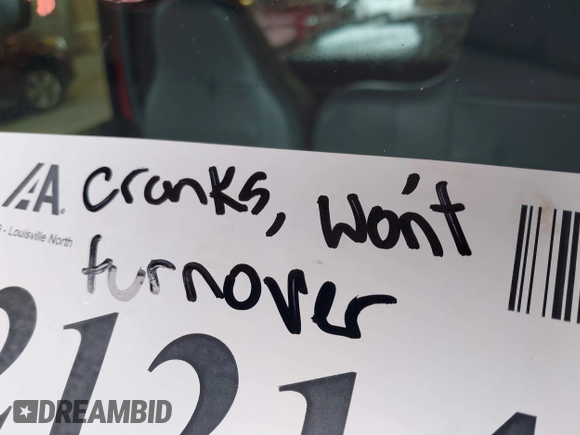 IAA. cranks, won't
- Louisville North
turnover
2121
DREAMBID